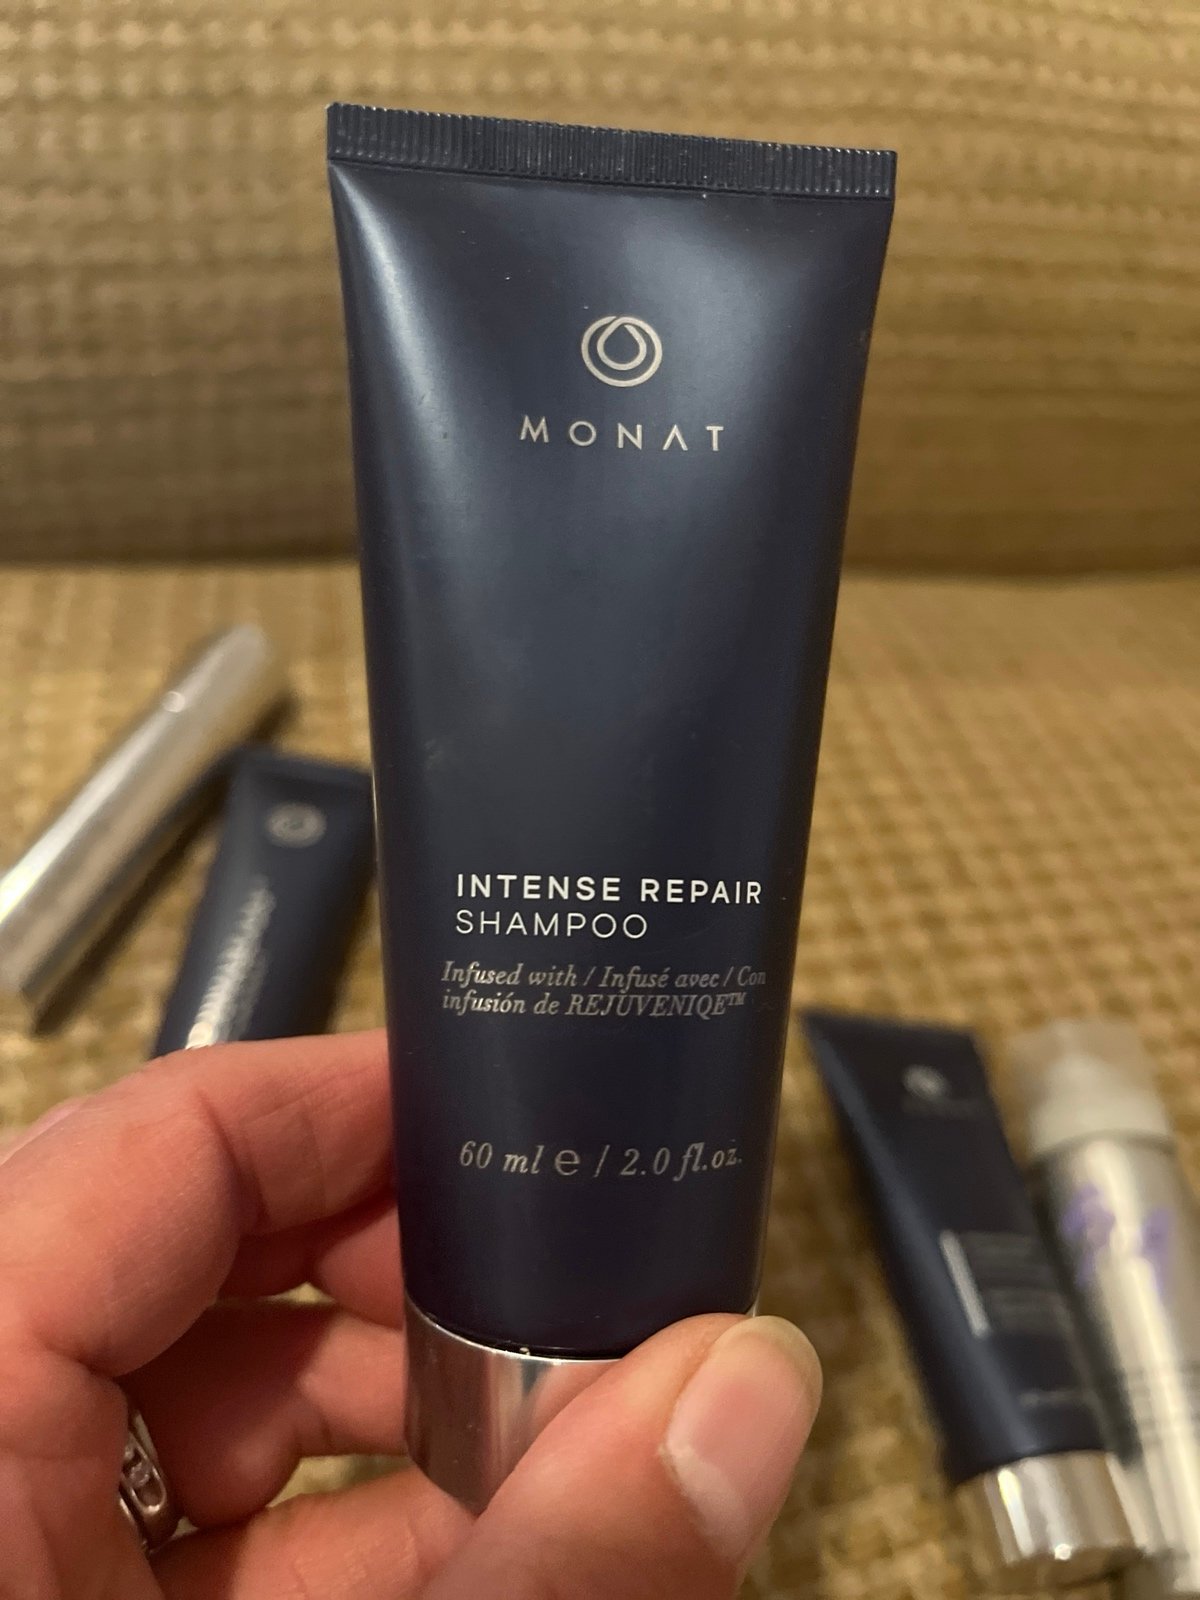 MONAT
INTENSE REPAIR
SHAMPOO
Infused with / Infusé avec / Con
infusión de REJUVENIQE™
60 ml e / 2.0 fl.oz.